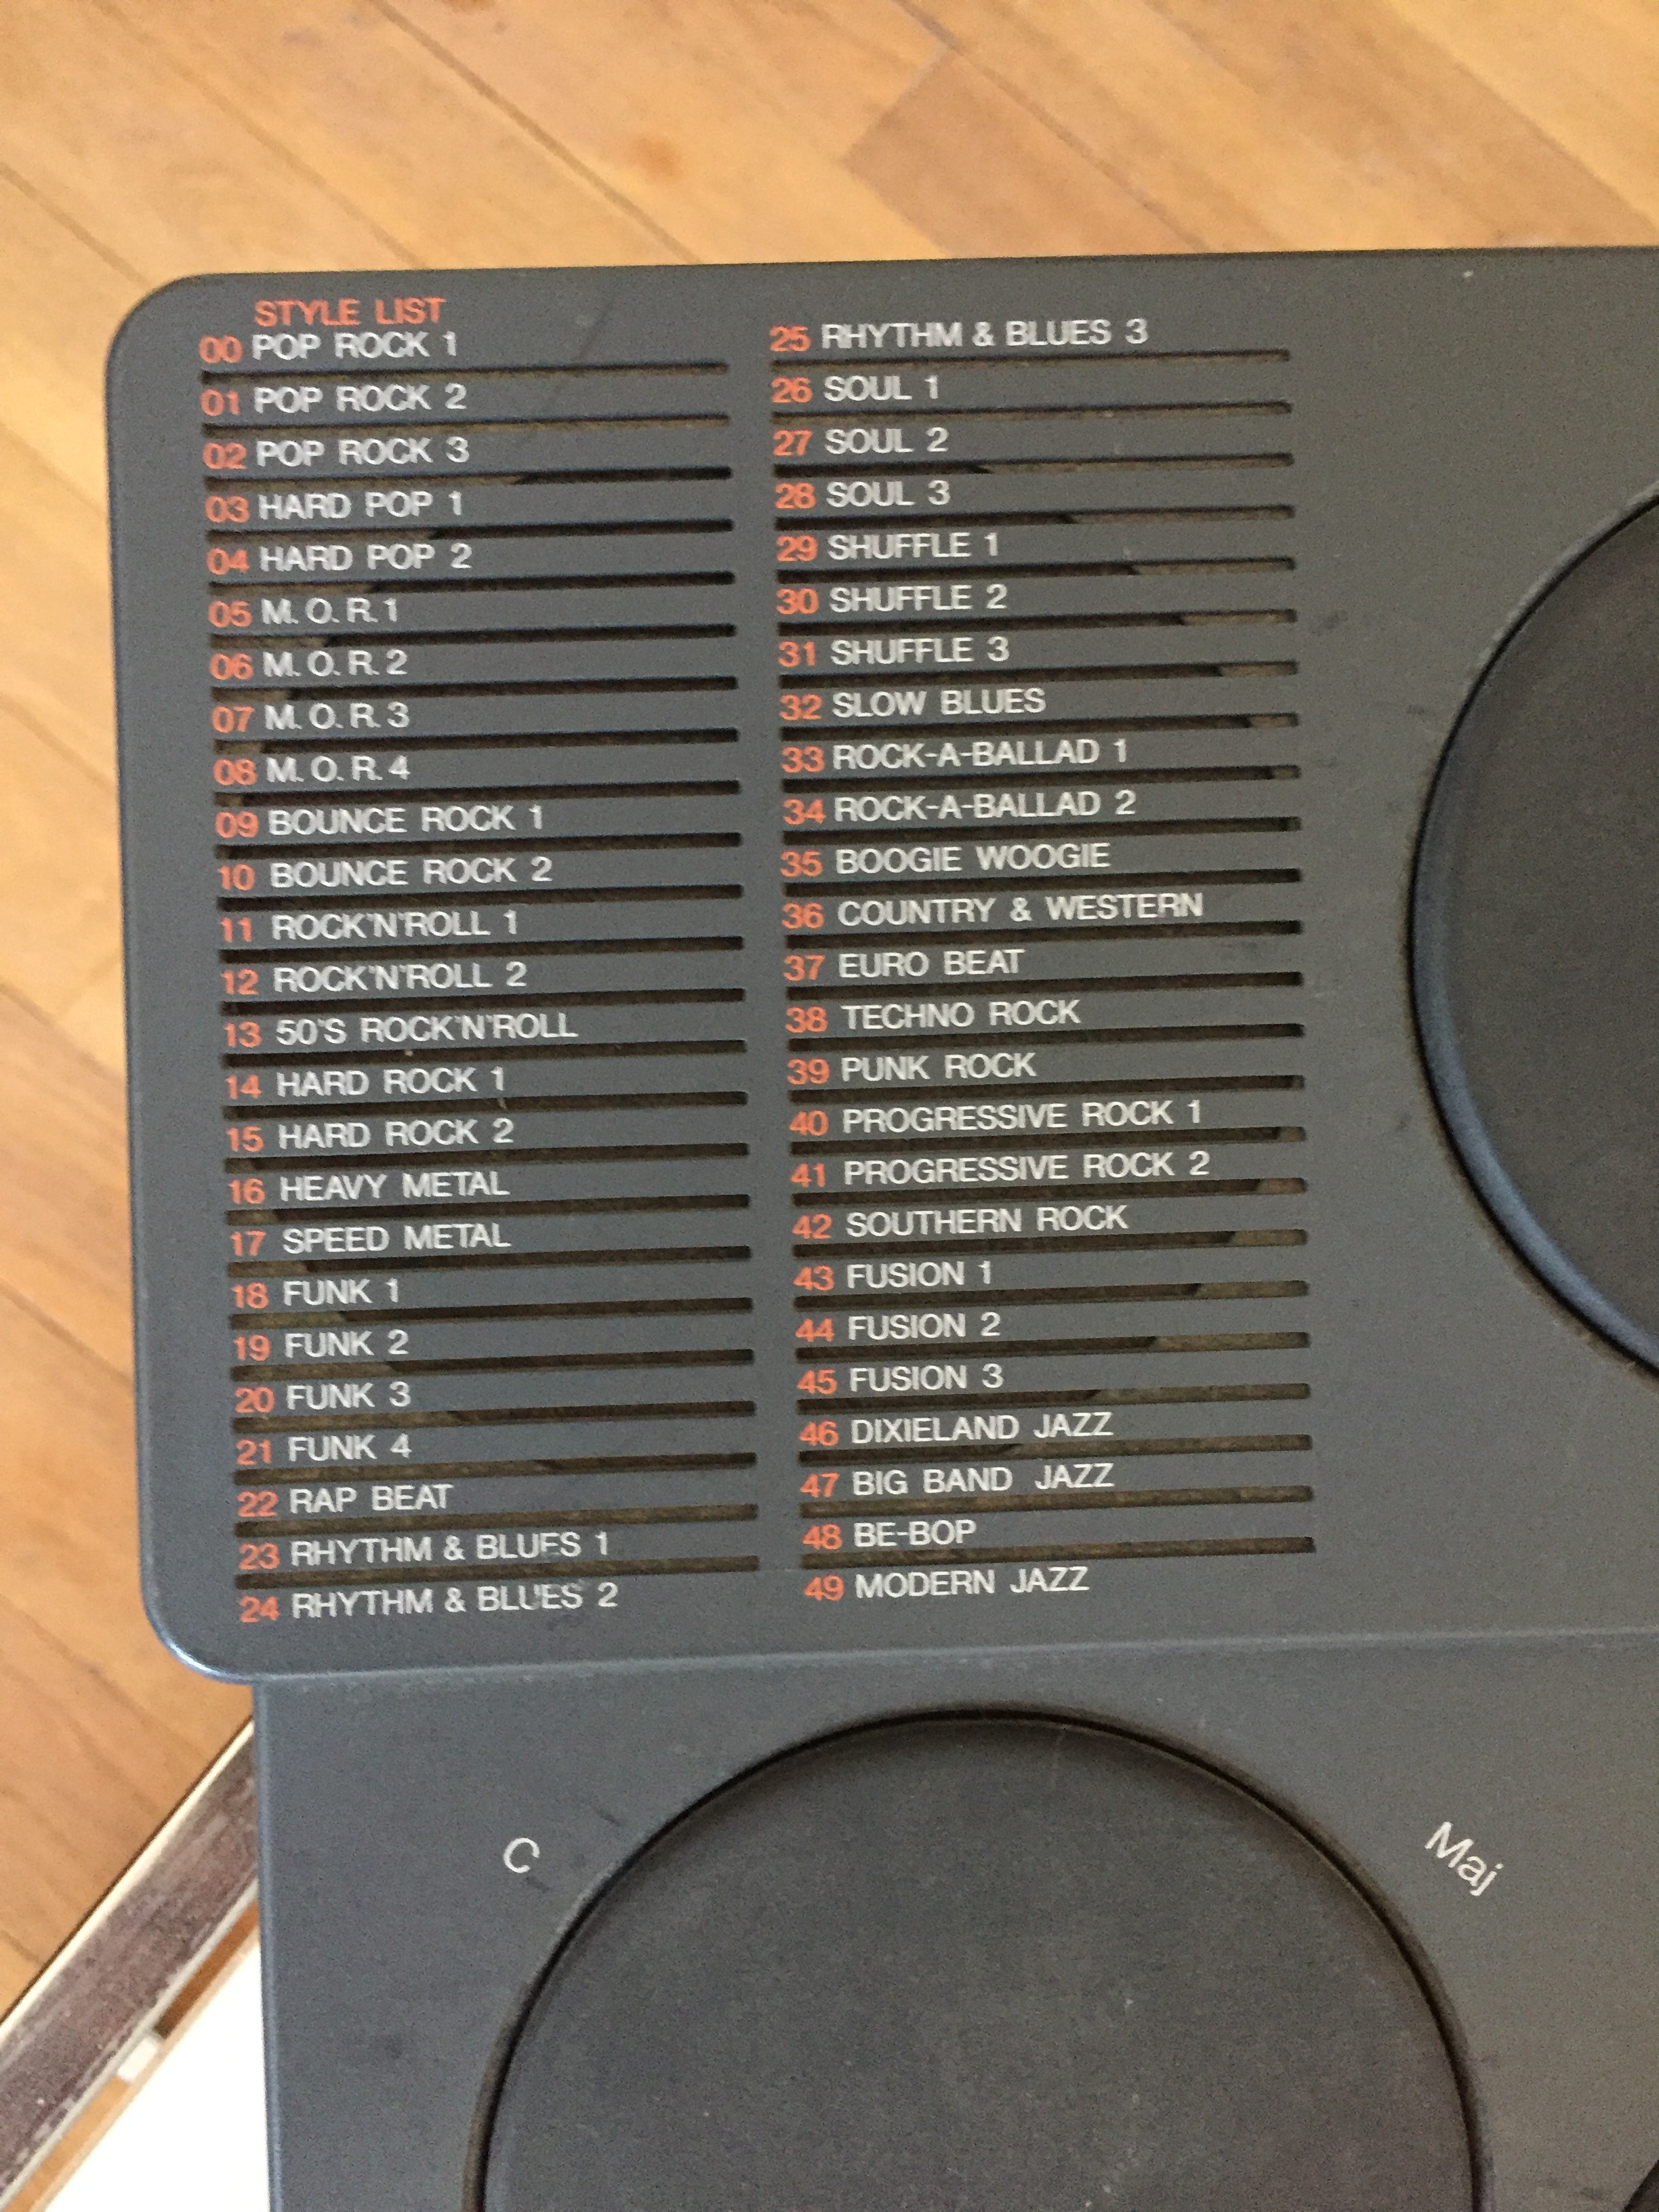 STYLE LIST
00 POP ROCK 1
01 POP ROCK 2
02 POP ROCK 3
03 HARD POP 1
04 HARD POP 2
05 M. O. R. 1
06 M. O. R. 2
07 M. O. R. 3
08 M. O. R. 4
09 BOUNCE ROCK 1
10 BOUNCE ROCK 2
11 ROCK'N'ROLL 1
12 ROCK'N'ROLL 2
13 50'S ROCK'N'ROLL
14 HARD ROCK 1
15 HARD ROCK 2
16 HEAVY METAL
17 SPEED METAL
18 FUNK 1
19 FUNK 2
20 FUNK 3
21 FUNK 4
22 RAP BEAT
23 RHYTHM & BLUES 1
24 RHYTHM & BLUES 2
25 RHYTHM & BLUES 3
26 SOUL 1
27 SOUL 2
28 SOUL 3
29 SHUFFLE 1
30 SHUFFLE 2
31 SHUFFLE 3
32 SLOW BLUES
33 ROCK-A-BALLAD 1
34 ROCK-A-BALLAD 2
35 BOOGIE WOOGIE
36 COUNTRY & WESTERN
37 EURO BEAT
38 TECHNO ROCK
39 PUNK ROCK
40 PROGRESSIVE ROCK 1
41 PROGRESSIVE ROCK 2
42 SOUTHERN ROCK
43 FUSION 1
44 FUSION 2
45 FUSION 3
46 DIXIELAND JAZZ
47 BIG BAND JAZZ
48 BE-BOP
49 MODERN JAZZ
C
Maj